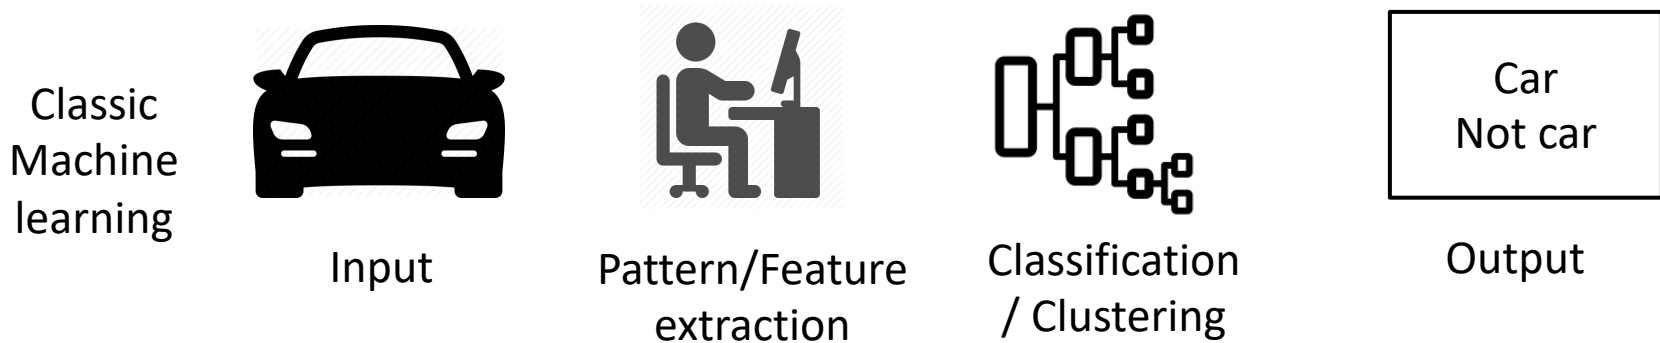 Classic
Machine
learning
Input
Pattern/Feature
extraction
Classification
/ Clustering
Car
Not car
Output